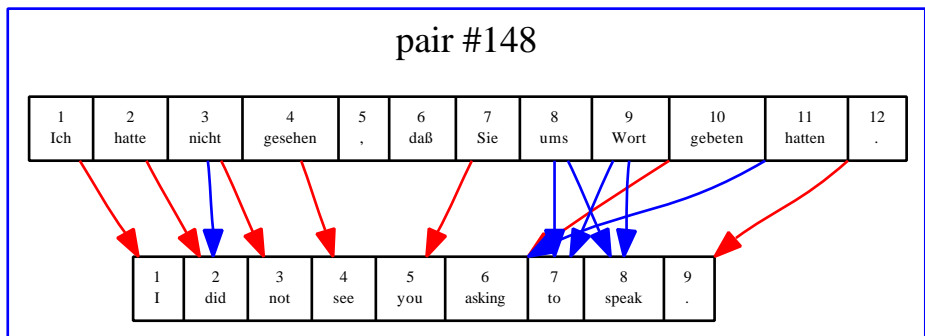 pair #148
1 2 3 4 5 6 7 8 9 10 11 12
Ich hatte nicht gesehen , daß Sie ums Wort gebeten hatten .
1 2 3 4 5 6 7 8 9
I did not see you asking to speak .